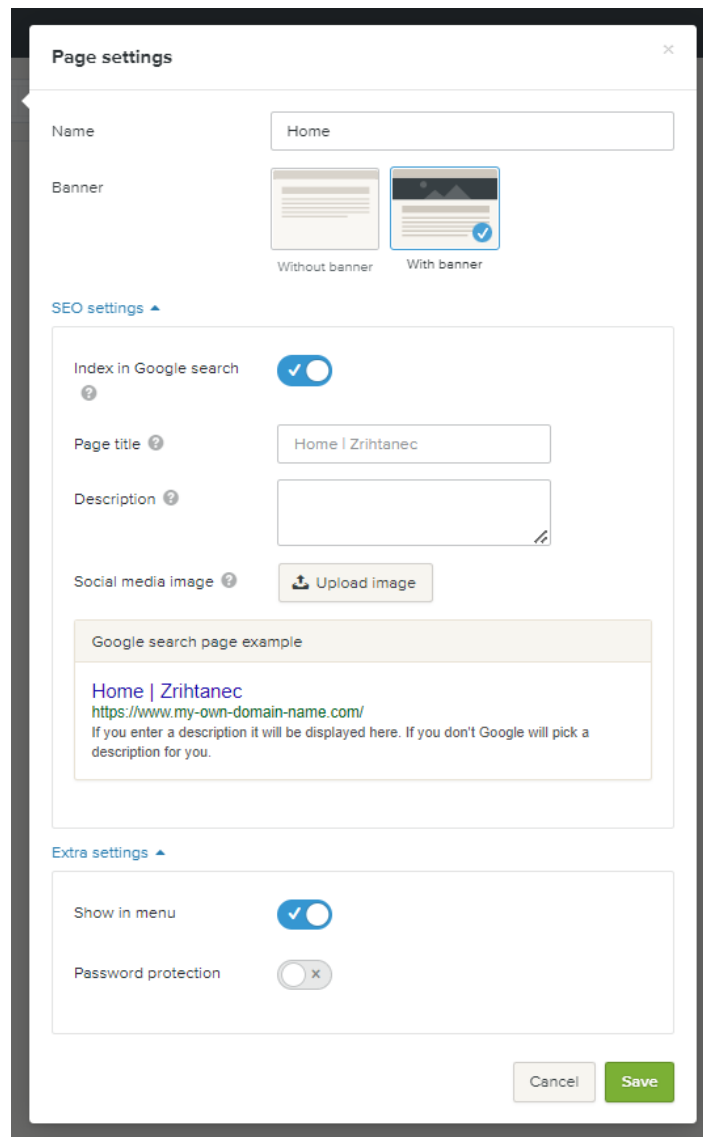 Page settings
×
Name
Home
Banner
Without banner
With banner
SEO settings
Index in Google search
?
Page title ?
Home | Zrihtanec
Description ?
Social media image ?
Upload image
Google search page example
Home | Zrihtanec
https://www.my-own-domain-name.com/
If you enter a description it will be displayed here. If you don't Google will pick a
description for you.
Extra settings
Show in menu
Password protection
Cancel
Save